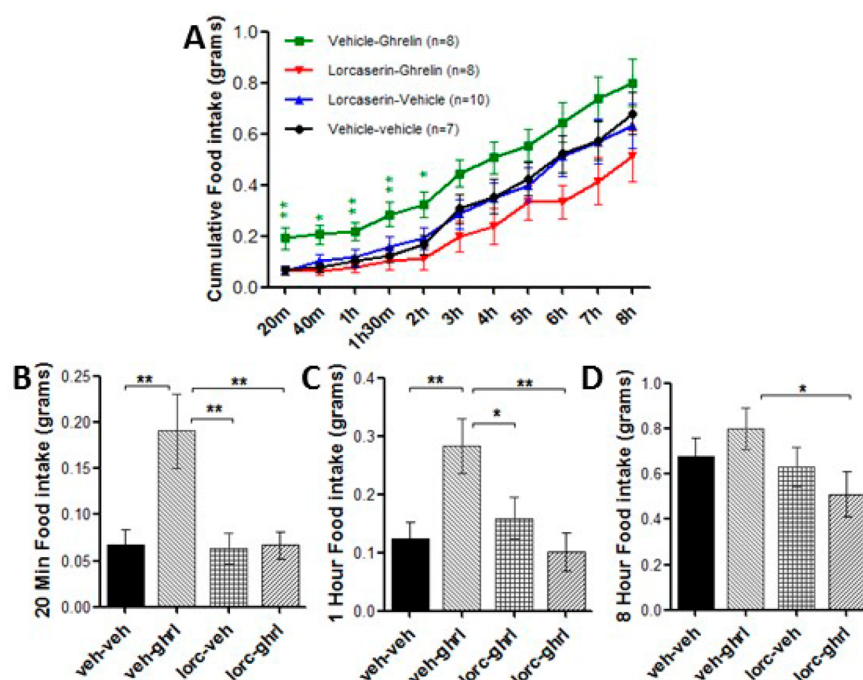 A
Vehicle-Ghrelin (n=8)
Lorcaserin-Ghrelin (n=8)
Lorcaserin-Vehicle (n=10)
Vehicle-vehicle (n=7)
Cumulative Food intake (grams)
1.0
0.8
0.6
0.4
0.2
0.0
** * ** ** *
20m 40m 1h 1h30m 2h 3h 4h 5h 6h 7h 8h
B
20 Min Food intake (grams)
0.25
0.20
0.15
0.10
0.05
0.00
** ** **
veh-veh veh-ghrl lorc-veh lorc-ghrl
C
1 Hour Food intake (grams)
0.4
0.3
0.2
0.1
0.0
** ** *
veh-veh veh-ghrl lorc-ghrl lorc-ghrl
D
8 Hour Food intake (grams)
1.0
0.8
0.6
0.4
0.2
0.0
*
veh-veh veh-ghrl lorc-veh lorc-ghrl